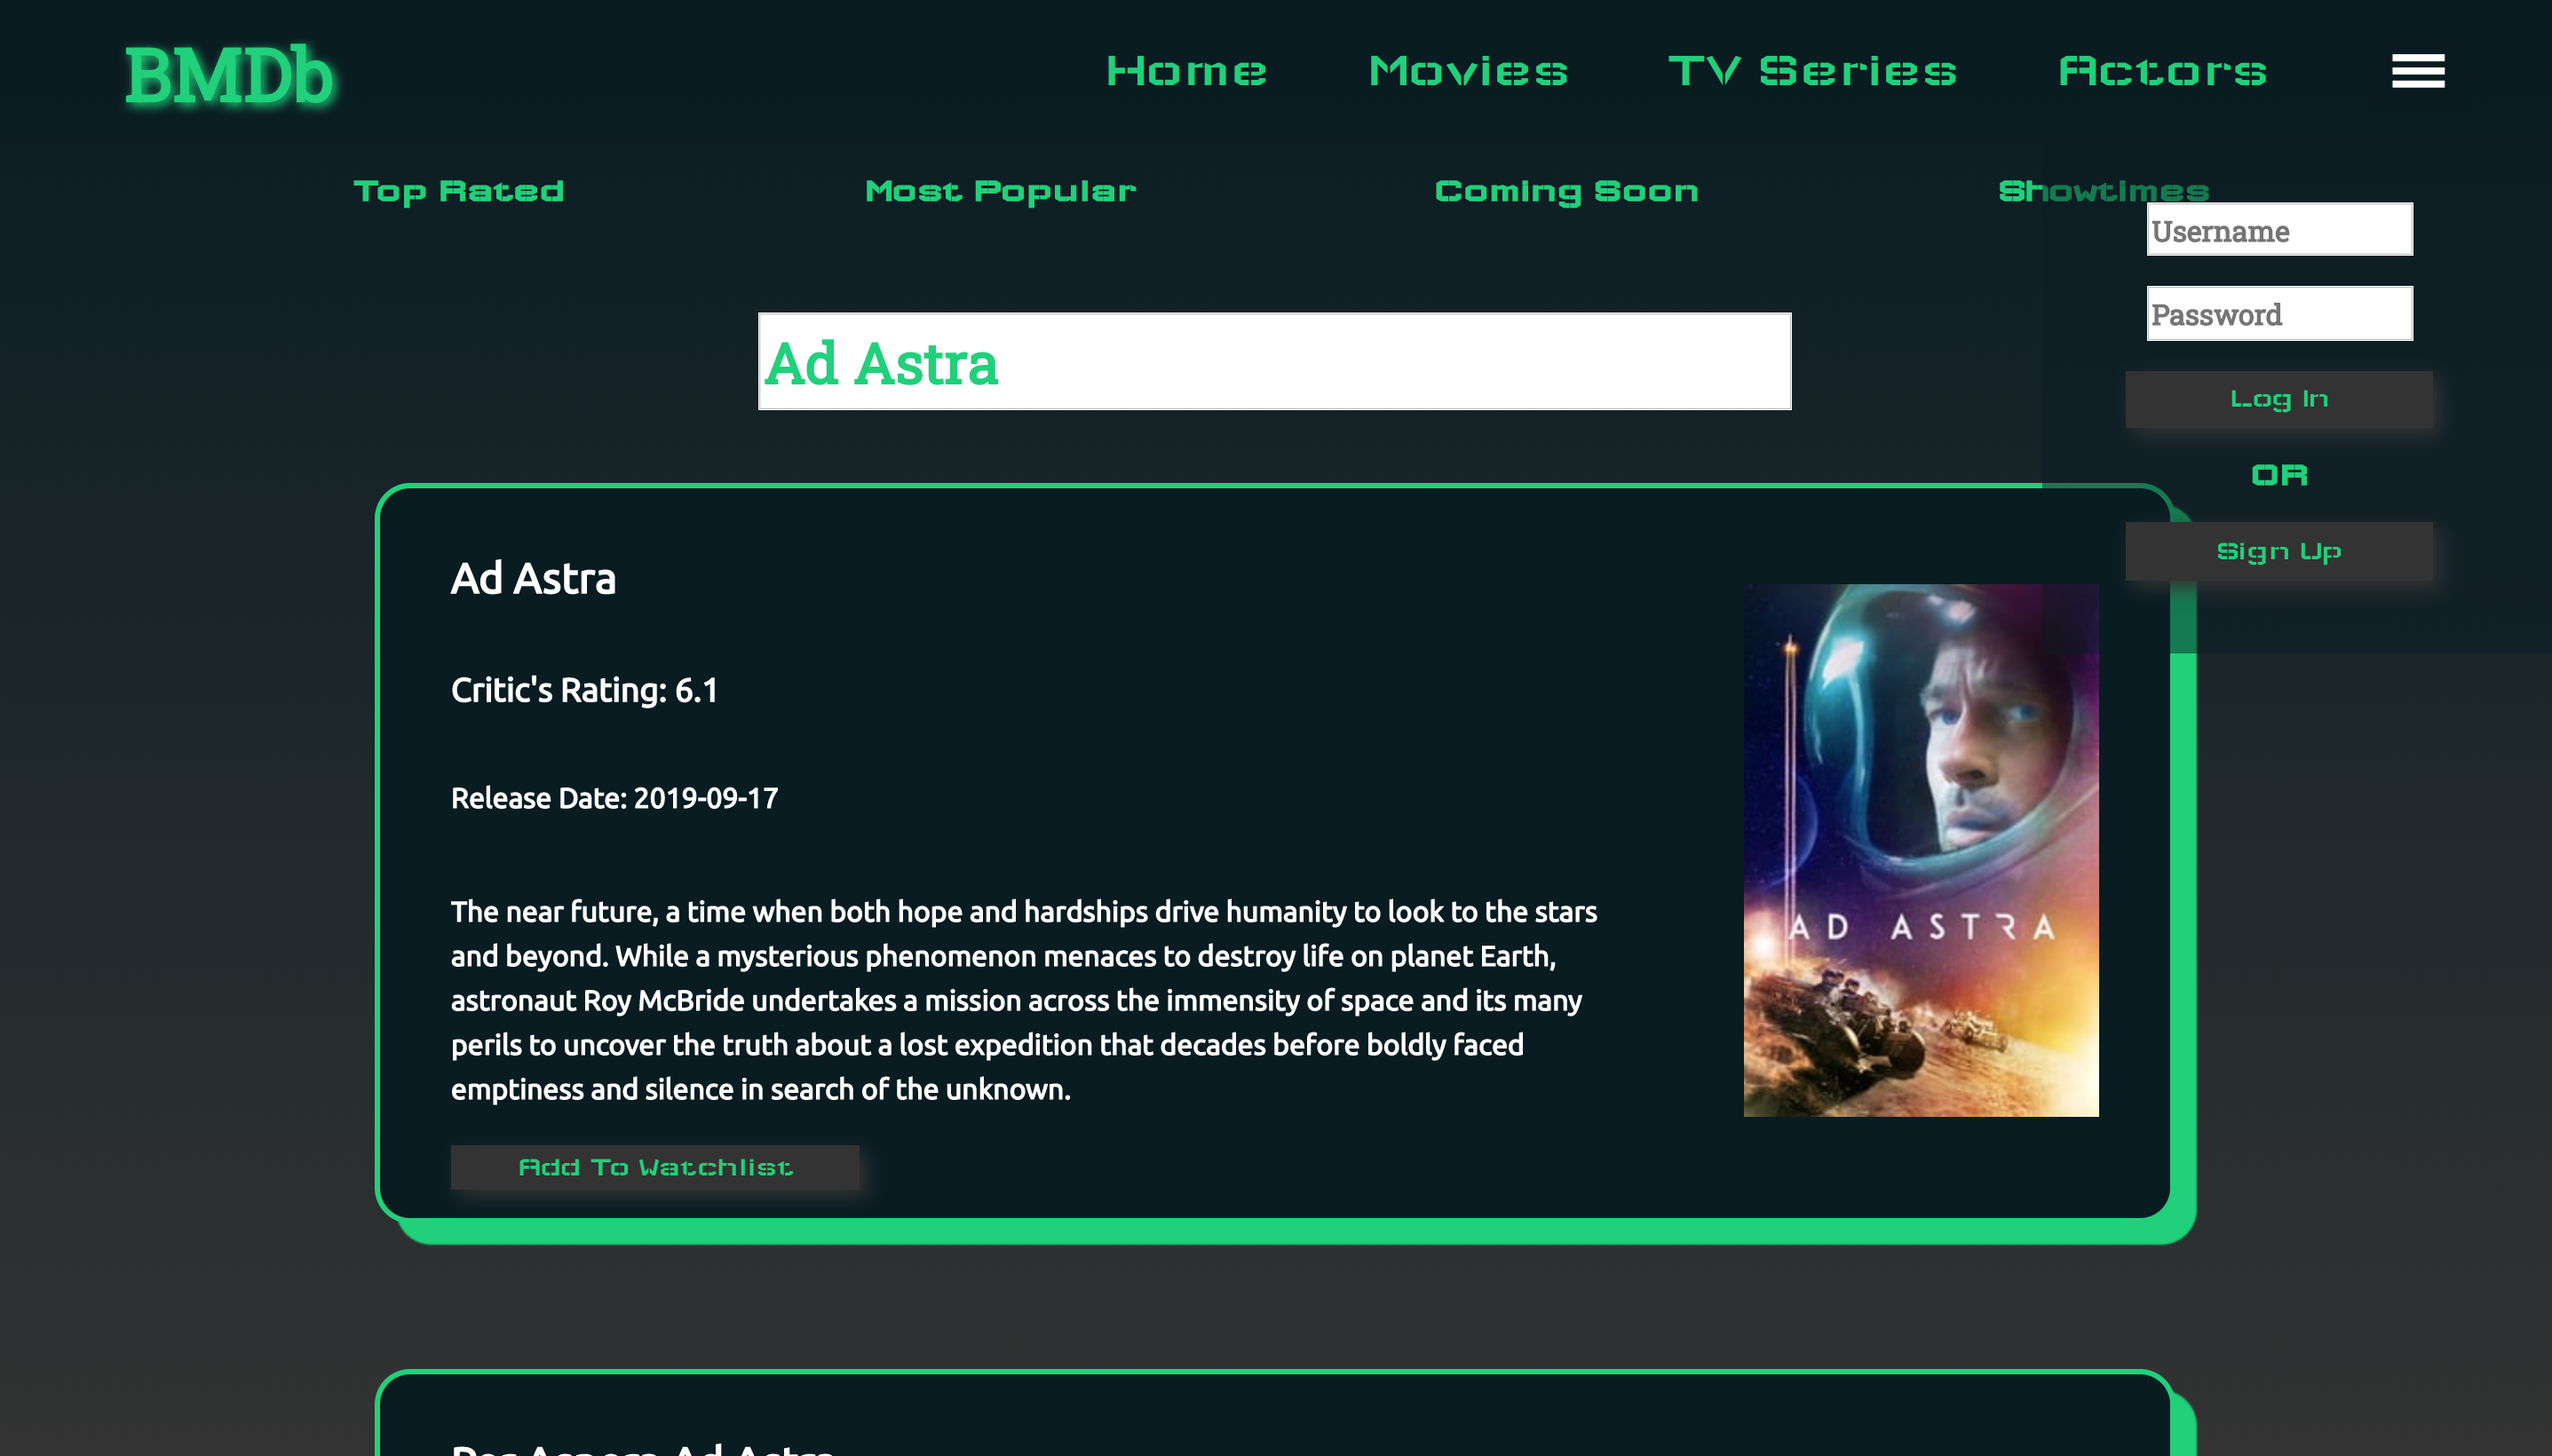 BMDb
Home Movies TV Series Actors
Top Rated Most Popular Coming Soon Showtimes
Username
Password
Log In
OR
Sign Up
Ad Astra
Ad Astra
Critic's Rating: 6.1
Release Date: 2019-09-17
The near future, a time when both hope and hardships drive humanity to look to the stars
and beyond. While a mysterious phenomenon menaces to destroy life on planet Earth,
astronaut Roy McBride undertakes a mission across the immensity of space and its many
perils to uncover the truth about a lost expedition that decades before boldly faced
emptiness and silence in search of the unknown.
AD ASTRA
Add To Watchlist
Per Aspera Ad Astra